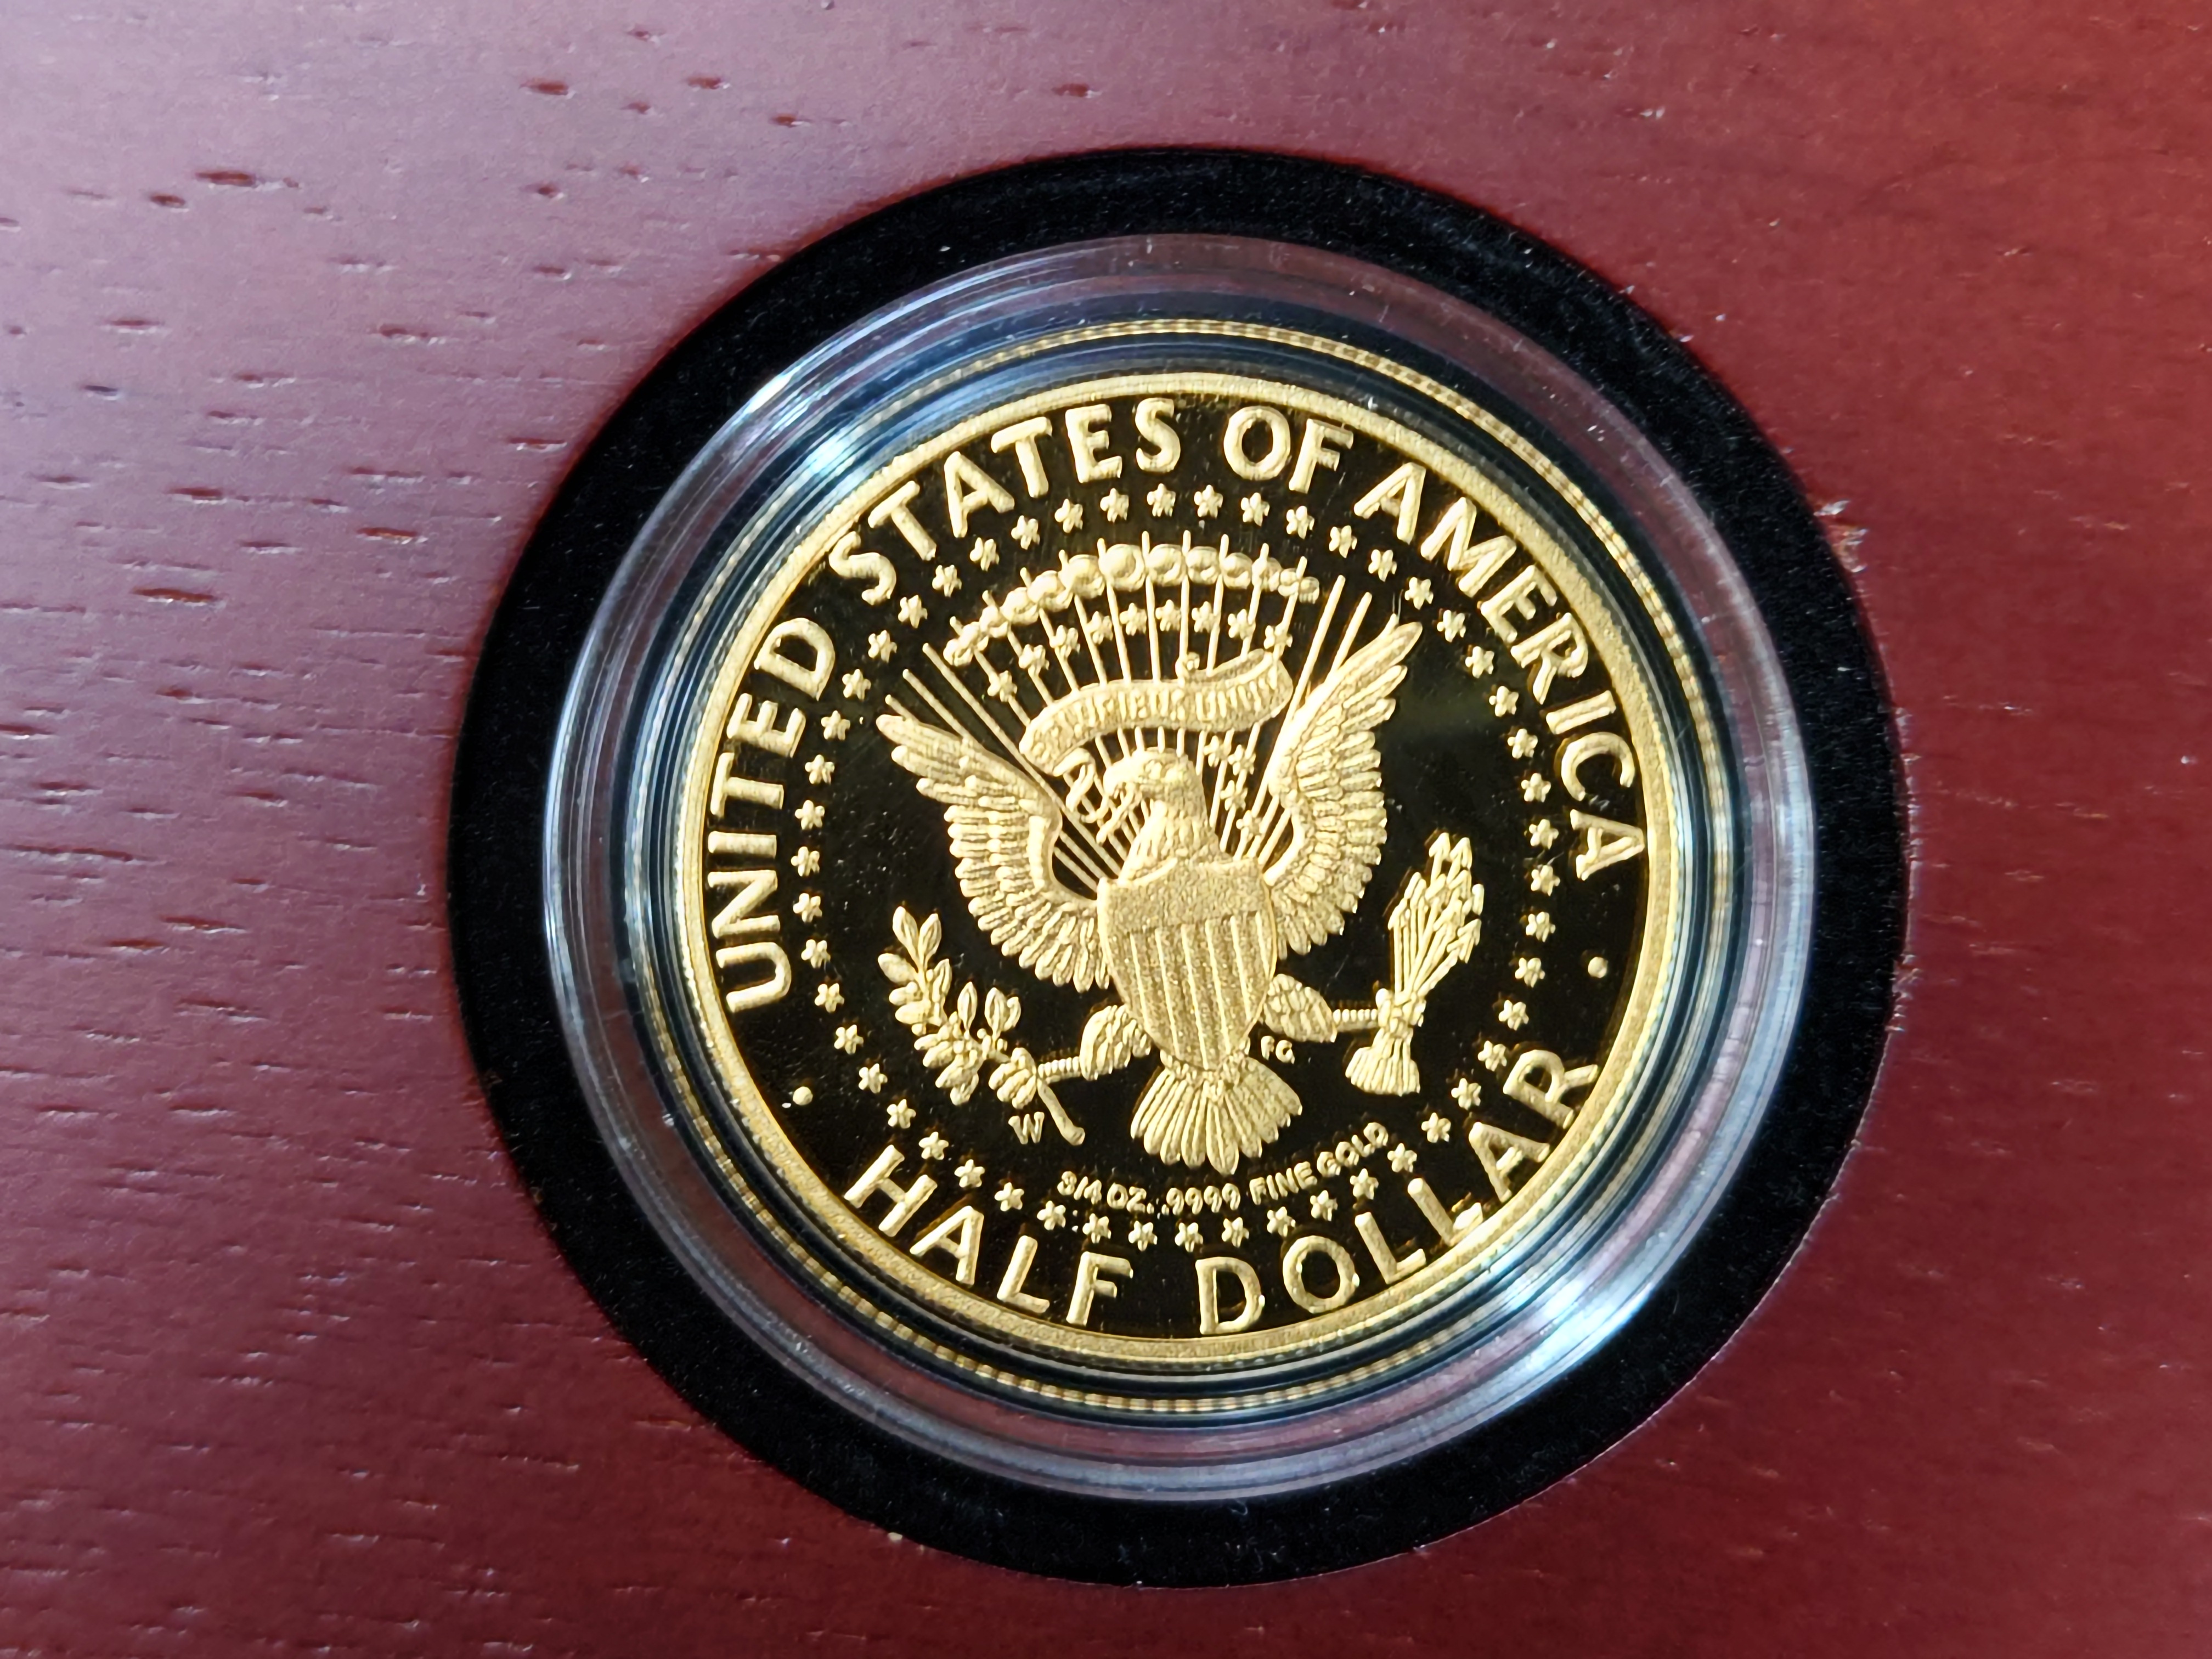 UNITED STATES OF AMERICA
E PLURIBUS UNUM
FG
W
3/4 OZ. .9999 FINE GOLD
HALF DOLLAR